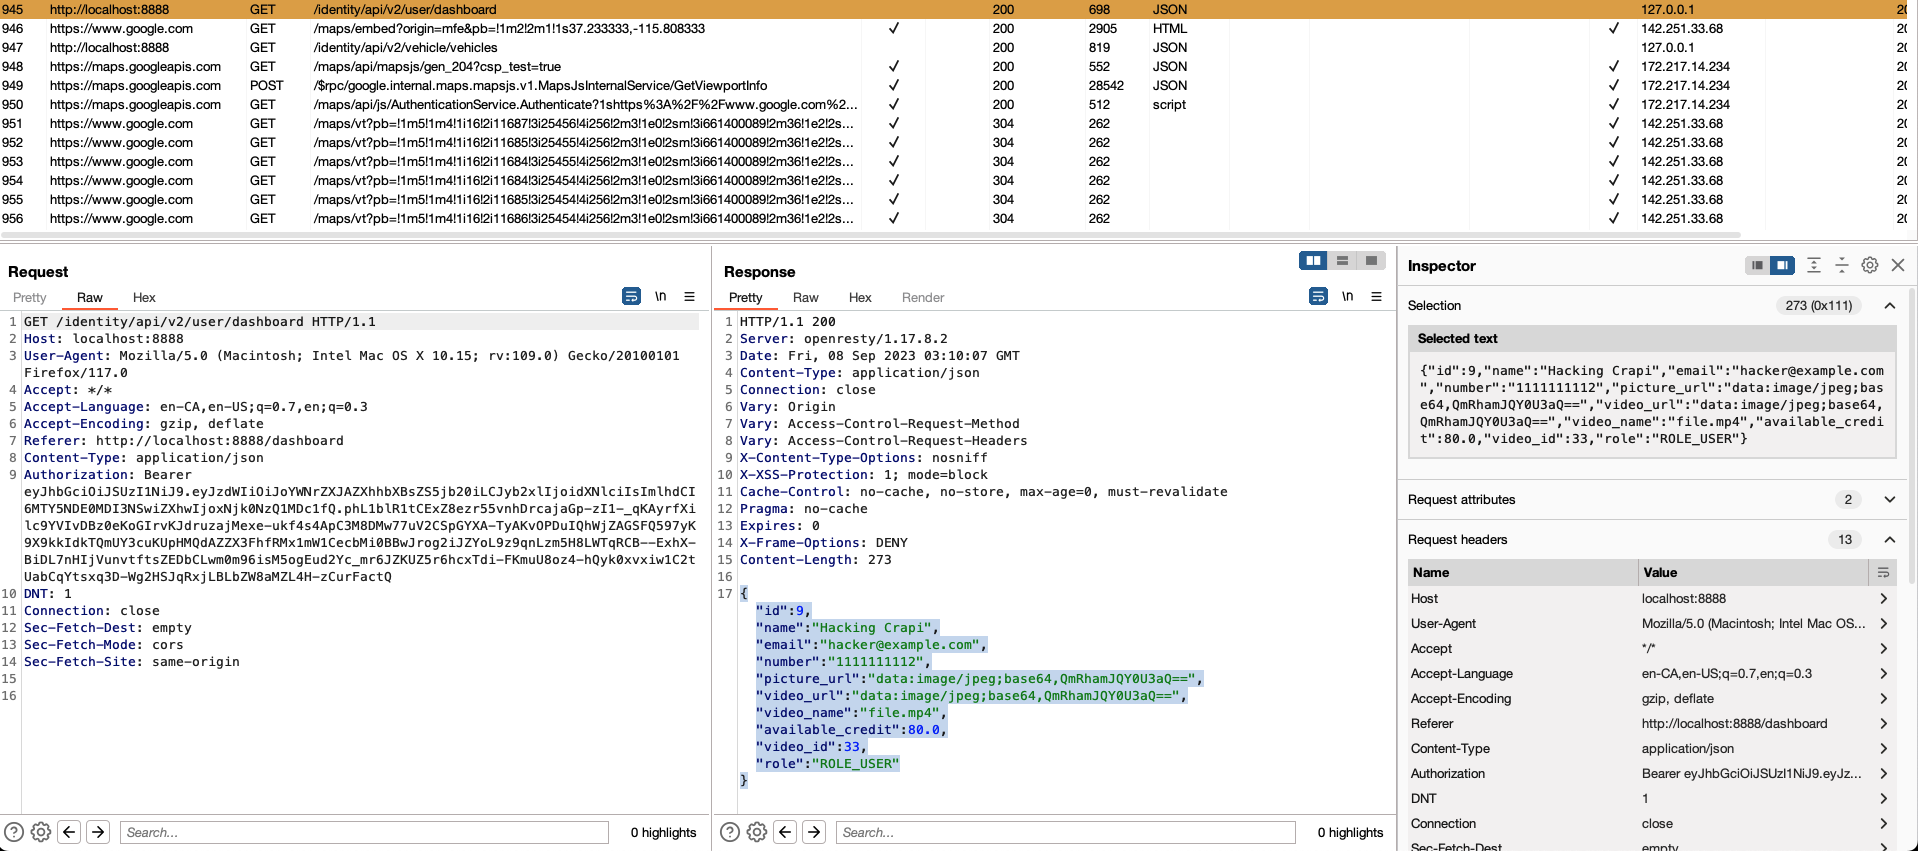 945 http://localhost:8888 GET /identity/api/v2/user/dashboard 200 698 JSON 127.0.0.1
946 https://www.google.com GET /maps/embed?origin=mfe&pb=!1m2!2m1!1s37.233333,-115.808333 ✓ 200 2905 HTML ✓ 142.251.33.68
947 http://localhost:8888 GET /identity/api/v2/vehicle/vehicles 200 819 JSON 127.0.0.1
948 https://maps.googleapis.com GET /maps/api/mapsjs/gen_204?csp_test=true ✓ 200 552 JSON ✓ 172.217.14.234
949 https://maps.googleapis.com POST /$rpc/google.internal.maps.mapsjs.v1.MapsJsInternalService/GetViewportInfo ✓ 200 28542 JSON ✓ 172.217.14.234
950 https://maps.googleapis.com GET /maps/api/js/AuthenticationService.Authenticate?1shttps%3A%2F%2Fwww.google.com%2... ✓ 200 512 script ✓ 172.217.14.234
951 https://www.google.com GET /maps/vt?pb=!1m5!1m4!1i16!2i11687!3i25456!4i256!2m3!1e0!2sm!3i661400089!2m36!1e2!2s... ✓ 304 262 ✓ 142.251.33.68
952 https://www.google.com GET /maps/vt?pb=!1m5!1m4!1i16!2i11685!3i25455!4i256!2m3!1e0!2sm!3i661400089!2m36!1e2!2s... ✓ 304 262 ✓ 142.251.33.68
953 https://www.google.com GET /maps/vt?pb=!1m5!1m4!1i16!2i11684!3i25455!4i256!2m3!1e0!2sm!3i661400089!2m36!1e2!2s... ✓ 304 262 ✓ 142.251.33.68
954 https://www.google.com GET /maps/vt?pb=!1m5!1m4!1i16!2i11684!3i25454!4i256!2m3!1e0!2sm!3i661400089!2m36!1e2!2s... ✓ 304 262 ✓ 142.251.33.68
955 https://www.google.com GET /maps/vt?pb=!1m5!1m4!1i16!2i11685!3i25454!4i256!2m3!1e0!2sm!3i661400089!2m36!1e2!2s... ✓ 304 262 ✓ 142.251.33.68
956 https://www.google.com GET /maps/vt?pb=!1m5!1m4!1i16!2i11686!3i25454!4i256!2m3!1e0!2sm!3i661400089!2m36!1e2!2s... ✓ 304 262 ✓ 142.251.33.68
Request
Pretty Raw Hex \n
1 GET /identity/api/v2/user/dashboard HTTP/1.1
2 Host: localhost:8888
3 User-Agent: Mozilla/5.0 (Macintosh; Intel Mac OS X 10.15; rv:109.0) Gecko/20100101
Firefox/117.0
4 Accept: */*
5 Accept-Language: en-CA,en-US;q=0.7,en;q=0.3
6 Accept-Encoding: gzip, deflate
7 Referer: http://localhost:8888/dashboard
8 Content-Type: application/json
9 Authorization: Bearer
eyJhbGciOiJSUzI1NiJ9.eyJzdWIiOiJoYWNrZXJAZXhhbXBsZS5jb20iLCJyb2xlIjoidXNlciIsImlhdCI
6MTY5NDE0MDI3NSwiZXhwIjoxNjk0NzQ1MDc1fQ.phL1blR1tCExZ8ezr55vnhDrcajaGp-zI1-_qKAyrfXi
lc9YVIvDBz0eKoGIrvKJdruzajMexe-ukf4s4ApC3M8DMw77uV2CSpGYXA-TyAKvOPDuIQhWjZAGSFQ597yK
9X9kkIdkTQmUY3cuKUpHMQdAZZX3FhfRMx1mW1CecbMi0BBwJrog2iJZYoL9z9qnLzm5H8LWTqRCB--ExhX-
BiDL7nHIjVunvtftsZEDbCLwm0m96isM5ogEud2Yc_mr6JZKUZ5r6hcxTdi-FKmuU8oz4-hQyk0xvxiw1C2t
UabCqYtsxq3D-Wg2HSJqRxjLBLbZW8aMZL4H-zCurFactQ
10 DNT: 1
11 Connection: close
12 Sec-Fetch-Dest: empty
13 Sec-Fetch-Mode: cors
14 Sec-Fetch-Site: same-origin
15
16
Search...
0 highlights
Response
Pretty Raw Hex Render \n
1 HTTP/1.1 200
2 Server: openresty/1.17.8.2
3 Date: Fri, 08 Sep 2023 03:10:07 GMT
4 Content-Type: application/json
5 Connection: close
6 Vary: Origin
7 Vary: Access-Control-Request-Method
8 Vary: Access-Control-Request-Headers
9 X-Content-Type-Options: nosniff
10 X-XSS-Protection: 1; mode=block
11 Cache-Control: no-cache, no-store, max-age=0, must-revalidate
12 Pragma: no-cache
13 Expires: 0
14 X-Frame-Options: DENY
15 Content-Length: 273
16
17 {
"id":9,
"name":"Hacking Crapi",
"email":"hacker@example.com",
"number":"1111111112",
"picture_url":"data:image/jpeg;base64,QmRhamJQY0U3aQ==",
"video_url":"data:image/jpeg;base64,QmRhamJQY0U3aQ==",
"video_name":"file.mp4",
"available_credit":80.0,
"video_id":33,
"role":"ROLE_USER"
}
Search...
0 highlights
Inspector
Selection 273 (0x111)
Selected text
{"id":9,"name":"Hacking Crapi","email":"hacker@example.com
","number":"1111111112","picture_url":"data:image/jpeg;bas
e64,QmRhamJQY0U3aQ==","video_url":"data:image/jpeg;base64,
QmRhamJQY0U3aQ==","video_name":"file.mp4","available_credi
t":80.0,"video_id":33,"role":"ROLE_USER"}
Request attributes 2
Request headers 13
Name Value
Host localhost:8888
User-Agent Mozilla/5.0 (Macintosh; Intel Mac OS...
Accept */*
Accept-Language en-CA,en-US;q=0.7,en;q=0.3
Accept-Encoding gzip, deflate
Referer http://localhost:8888/dashboard
Content-Type application/json
Authorization Bearer eyJhbGciOiJSUzI1NiJ9.eyJz...
DNT 1
Connection close
Sec-Fetch-Dest empty